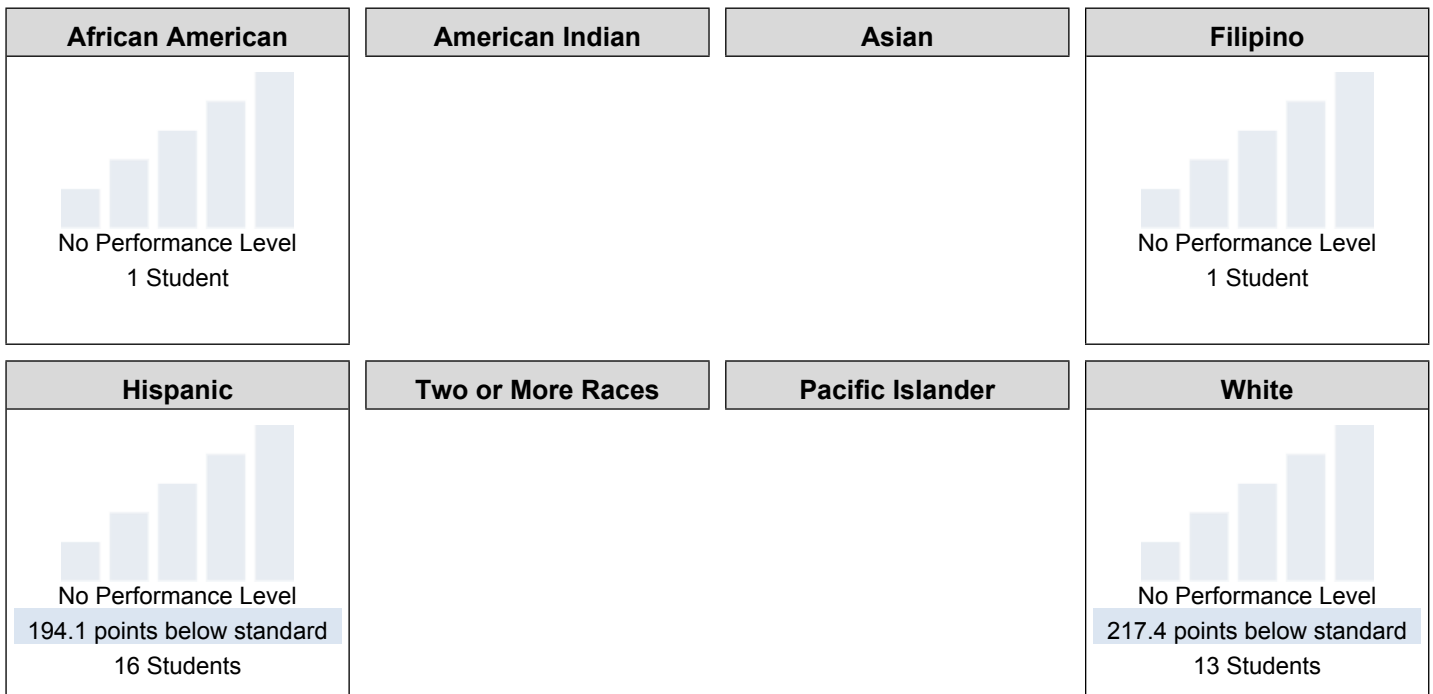 African American
American Indian
Asian
Filipino
No Performance Level
1 Student
No Performance Level
1 Student
Hispanic
Two or More Races
Pacific Islander
White
No Performance Level
194.1 points below standard
16 Students
No Performance Level
217.4 points below standard
13 Students